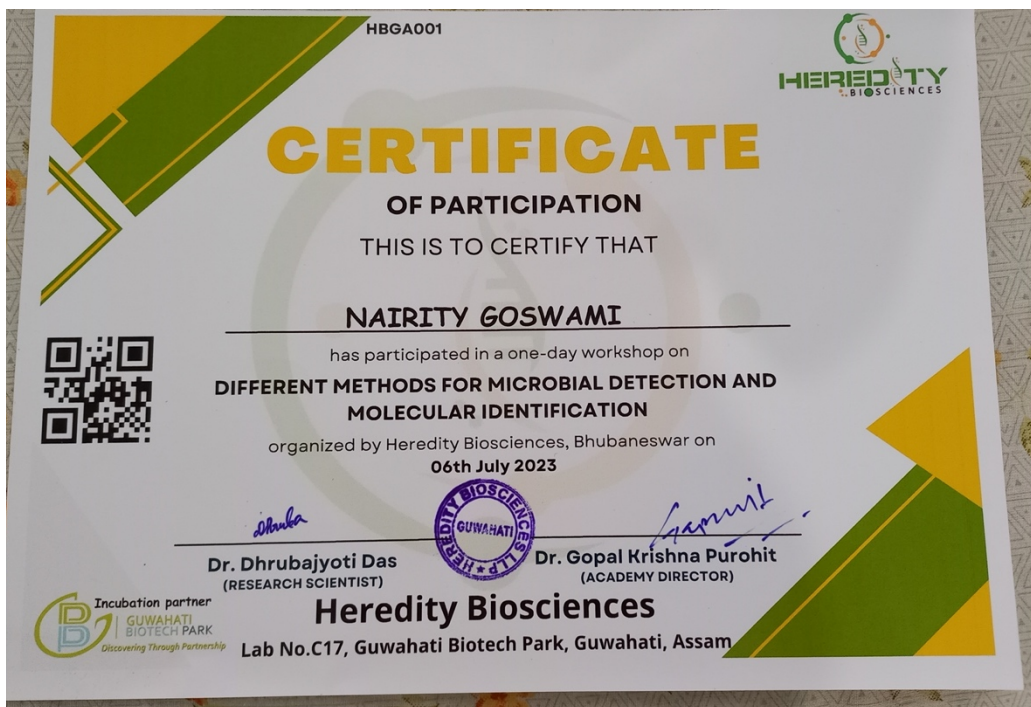 HBGA001
HEREDITY
BIOSCIENCES
CERTIFICATE
OF PARTICIPATION
THIS IS TO CERTIFY THAT
NAIRITY GOSWAMI
has participated in a one-day workshop on
DIFFERENT METHODS FOR MICROBIAL DETECTION AND
MOLECULAR IDENTIFICATION
organized by Heredity Biosciences, Bhubaneswar on
06th July 2023
Dhruba
HEREDITY BIOSCIENCES LLP
GUWAHATI
Dr. Dhrubajyoti Das
(RESEARCH SCIENTIST)
Dr. Gopal Krishna Purohit
(ACADEMY DIRECTOR)
Incubation partner
GUWAHATI
BIOTECH PARK
Discovering Through Partnership
Heredity Biosciences
Lab No.C17, Guwahati Biotech Park, Guwahati, Assam